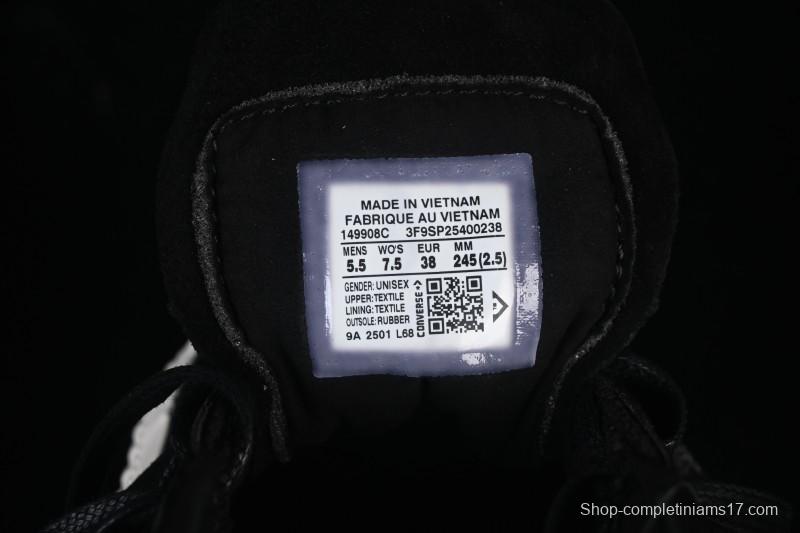 MADE IN VIETNAM
FABRIQUE AU VIETNAM
149908C 3F9SP25400238
MENS WO'S EUR MM
5.5 7.5 38 245(2.5)
GENDER: UNISEX
UPPER: TEXTILE
LINING: TEXTILE
OUTSOLE: RUBBER
9A 2501 L68
CONVERSE
Shop-completiniams17.com